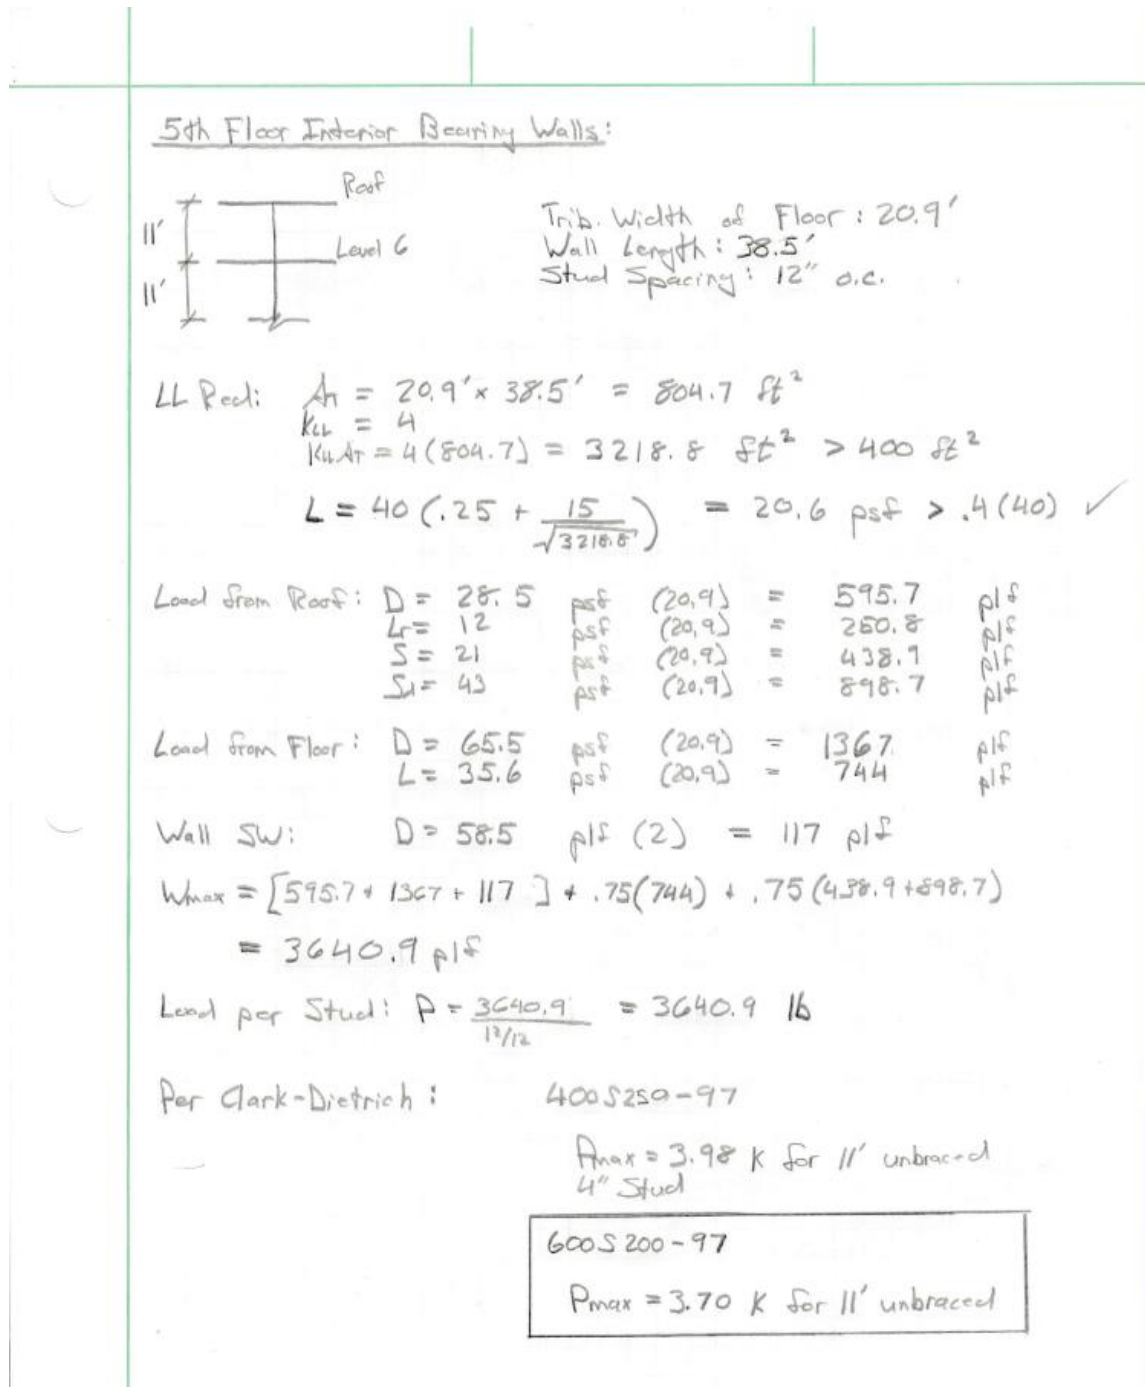 5th Floor Interior Bearing Walls:
Roof
11'
Level 6
11'
Trib. Width of Floor: 20.9'
Wall Length: 38.5'
Stud Spacing: 12" o.c.
LL Red: AT = 20.9' × 38.5' = 804.7 ft²
KLL = 4
KLLAT = 4(804.7) = 3218.8 ft² > 400 ft²
L = 40 (.25 + 15/√3218.8) = 20.6 psf > .4(40) ✓
Load from Roof: D = 28.5 psf (20.9) = 595.7 plf
Lr = 12 psf (20.9) = 250.8 plf
S = 21 psf (20.9) = 438.9 plf
Sd = 43 psf (20.9) = 898.7 plf
Load from Floor: D = 65.5 psf (20.9) = 1367 plf
L = 35.6 psf (20.9) = 744 plf
Wall SW: D = 58.5 plf (2) = 117 plf
Wmax = [595.7 + 1367 + 117] + .75(744) + .75(438.9+898.7)
= 3640.9 plf
Load per Stud: P = 3640.9 / 12/12 = 3640.9 lb
Per Clark-Dietrich: 400S250-97
Pmax = 3.98 K for 11' unbraced
4" Stud
600S200-97
Pmax = 3.70 K for 11' unbraced